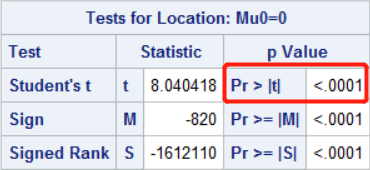 Tests for Location: Mu0=0
Test Statistic p Value
Student's t t 8.040418 Pr > |t| <.0001
Sign M -820 Pr >= |M| <.0001
Signed Rank S -1612110 Pr >= |S| <.0001